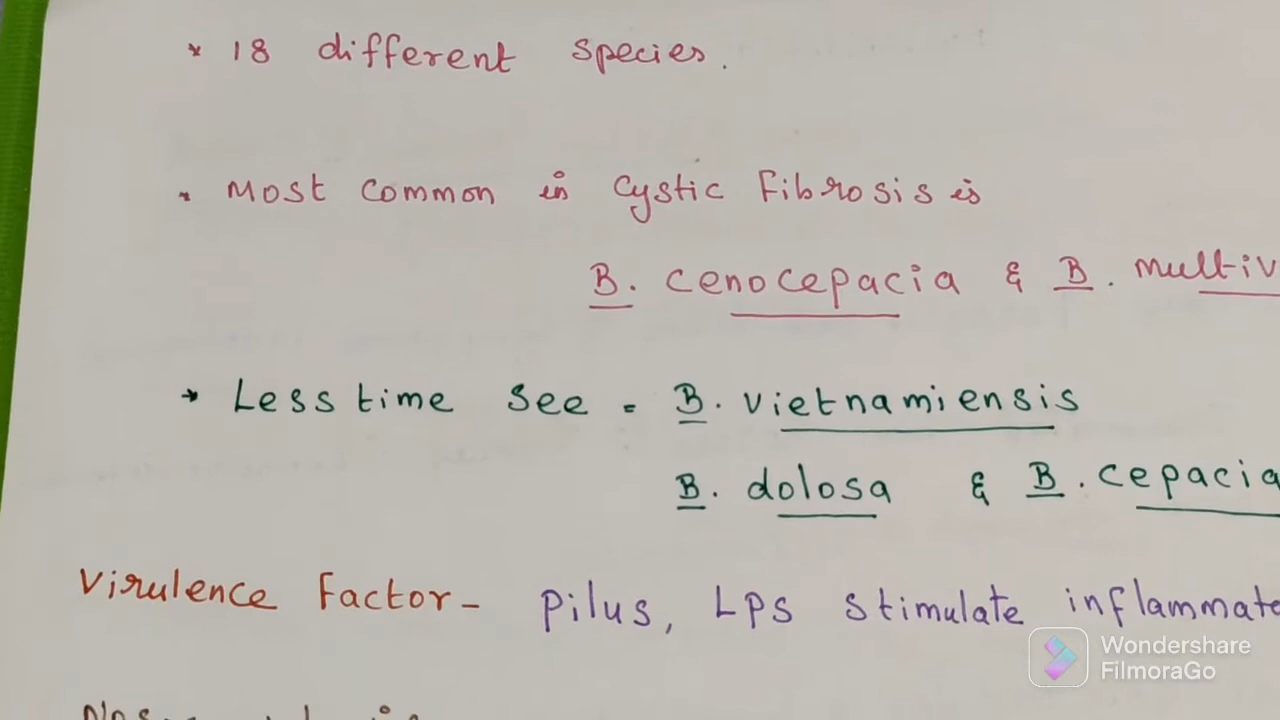 * 18 different species.
* Most common in cystic Fibrosis is
B. cenocepacia & B. multiv
* Less time see = B. vietnamiensis
B. dolosa & B. cepacia
Virulence Factor - Pilus, LPS stimulate inflammate
Wondershare
FilmoraGo